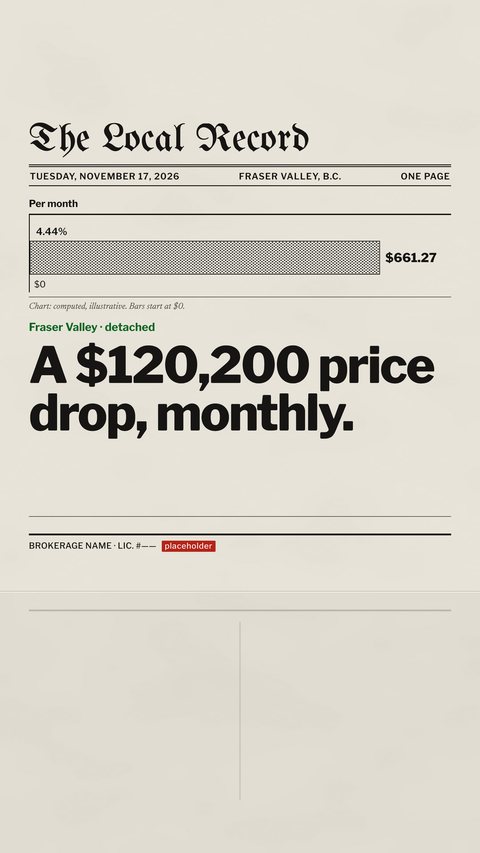 The Local Record
TUESDAY, NOVEMBER 17, 2026 FRASER VALLEY, B.C. ONE PAGE
Per month
4.44%
$661.27
$0
Chart: computed, illustrative. Bars start at $0.
Fraser Valley · detached
A $120,200 price
drop, monthly.
BROKERAGE NAME · LIC. #—— placeholder